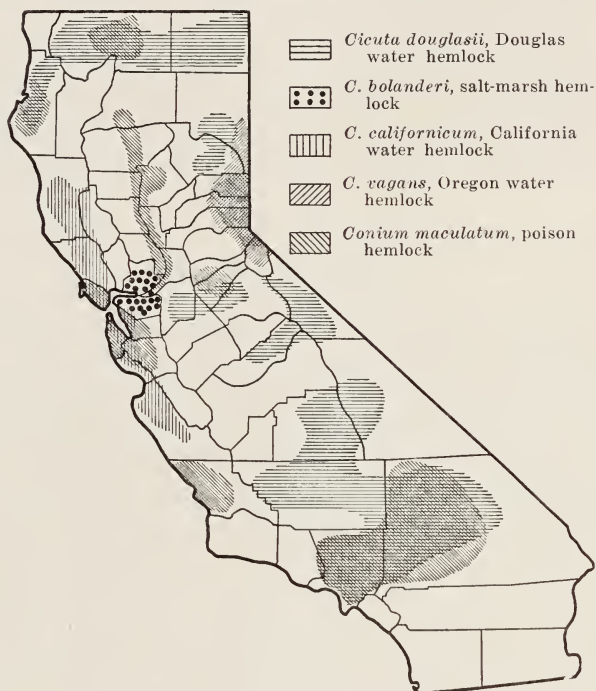 Cicuta douglasii, Douglas
water hemlock
C. bolanderi, salt-marsh hem-
lock
C. californicum, California
water hemlock
C. vagans, Oregon water
hemlock
Conium maculatum, poison
hemlock